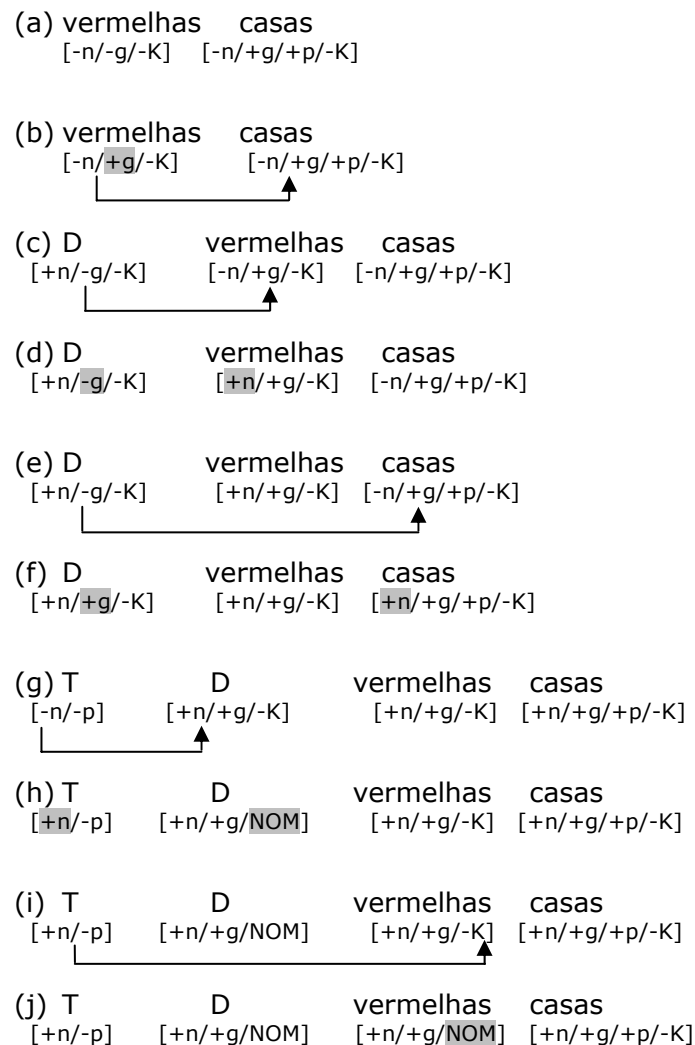 (a) vermelhas casas
[-n/-g/-K] [-n/+g/+p/-K]
(b) vermelhas casas
[-n/+g/-K] [-n/+g/+p/-K]
(c) D vermelhas casas
[+n/-g/-K] [-n/+g/-K] [-n/+g/+p/-K]
(d) D vermelhas casas
[+n/-g/-K] [+n/+g/-K] [-n/+g/+p/-K]
(e) D vermelhas casas
[+n/-g/-K] [+n/+g/-K] [-n/+g/+p/-K]
(f) D vermelhas casas
[+n/+g/-K] [+n/+g/-K] [+n/+g/+p/-K]
(g) T D vermelhas casas
[-n/-p] [+n/+g/-K] [+n/+g/-K] [+n/+g/+p/-K]
(h) T D vermelhas casas
[+n/-p] [+n/+g/NOM] [+n/+g/-K] [+n/+g/+p/-K]
(i) T D vermelhas casas
[+n/-p] [+n/+g/NOM] [+n/+g/-K] [+n/+g/+p/-K]
(j) T D vermelhas casas
[+n/-p] [+n/+g/NOM] [+n/+g/NOM] [+n/+g/+p/-K]